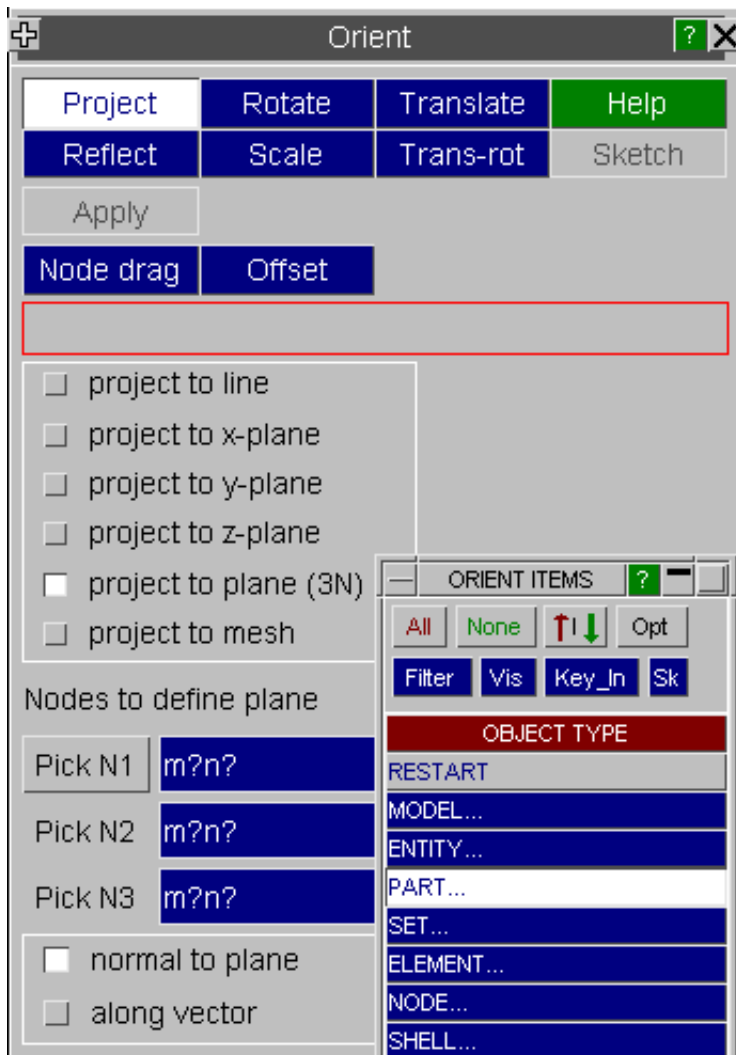 Orient ?
Project Rotate Translate Help
Reflect Scale Trans-rot Sketch
Apply
Node drag Offset
project to line
project to x-plane
project to y-plane
project to z-plane
project to plane (3N)
project to mesh
Nodes to define plane
Pick N1 m?n?
Pick N2 m?n?
Pick N3 m?n?
normal to plane
along vector
ORIENT ITEMS ?
All None Opt
Filter Vis Key_In Sk
OBJECT TYPE
RESTART
MODEL...
ENTITY...
PART...
SET...
ELEMENT...
NODE...
SHELL...